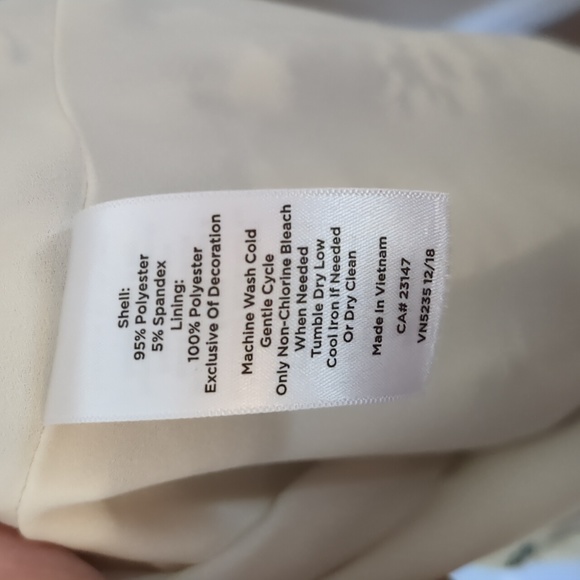 Shell:
95% Polyester
5% Spandex
Lining:
100% Polyester
Exclusive Of Decoration
Machine Wash Cold
Gentle Cycle
Only Non-Chlorine Bleach
When Needed
Tumble Dry Low
Cool Iron If Needed
Or Dry Clean
Made In Vietnam
CA# 23147
VN5235 12/18